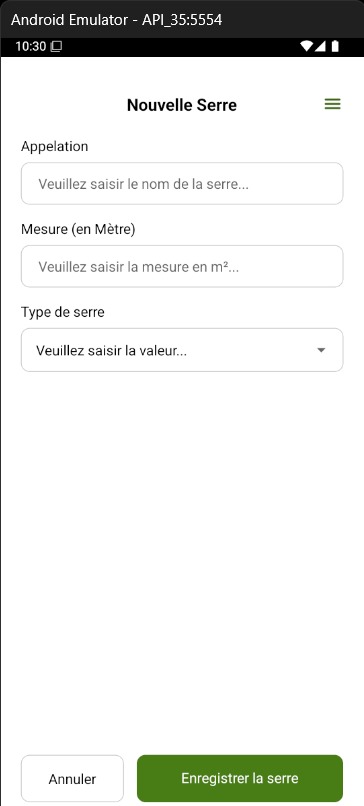 Android Emulator - API_35:5554
10:30
Nouvelle Serre
Appelation
Veuillez saisir le nom de la serre...
Mesure (en Mètre)
Veuillez saisir la mesure en m²...
Type de serre
Veuillez saisir la valeur...
Annuler
Enregistrer la serre